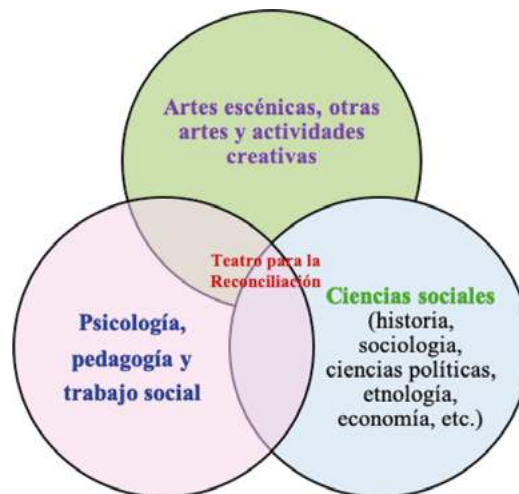 Artes escénicas, otras
artes y actividades
creativas
Teatro para la
Reconciliación
Psicología,
pedagogía y
trabajo social
Ciencias sociales
(historia,
sociologia,
ciencias políticas,
etnología,
economía, etc.)